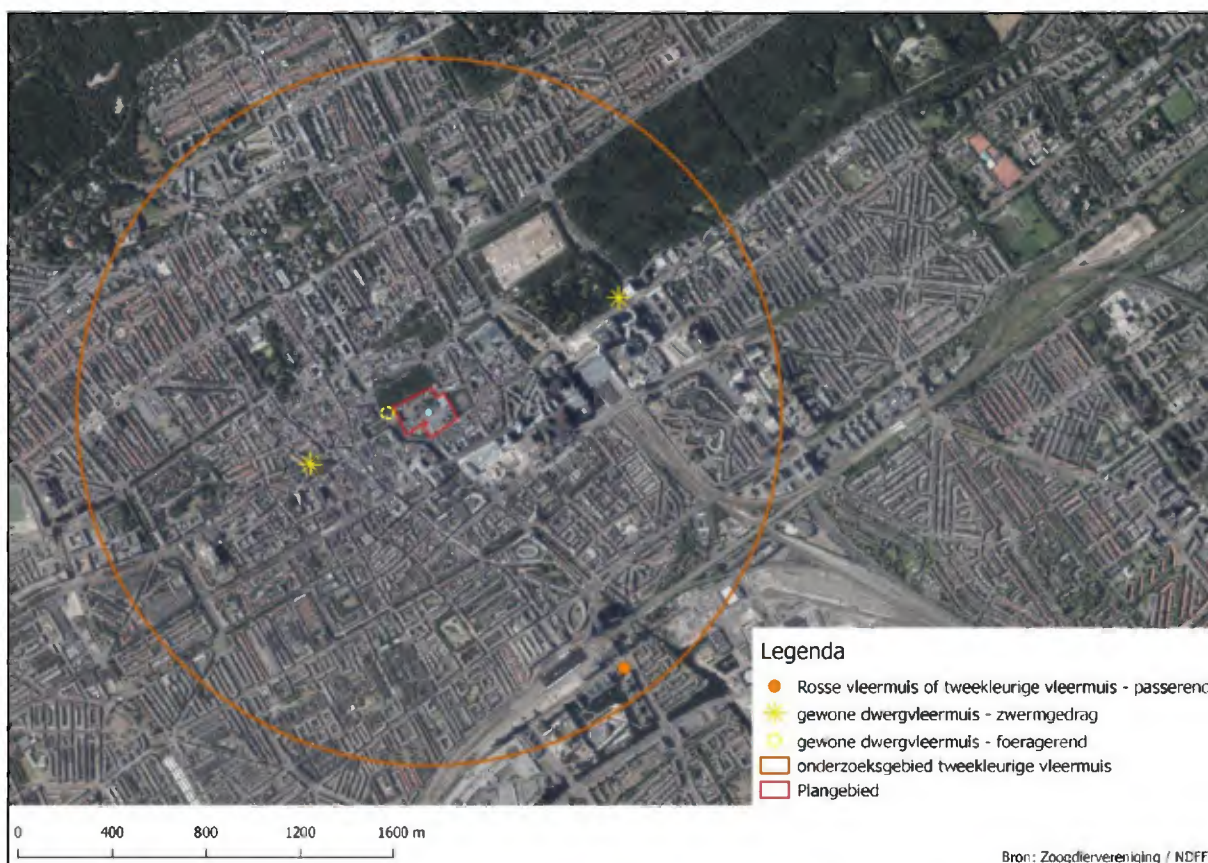 Legenda
Rosse vleermuis of tweekleurige vleermuis - passerend
gewone dwergvleermuis - zwermgedrag
gewone dwergvleermuis - foeragerend
onderzoeksgebied tweekleurige vleermuis
Plangebied
0 400 800 1200 1600 m
Bron: Zoogdiervereniging / NDFF